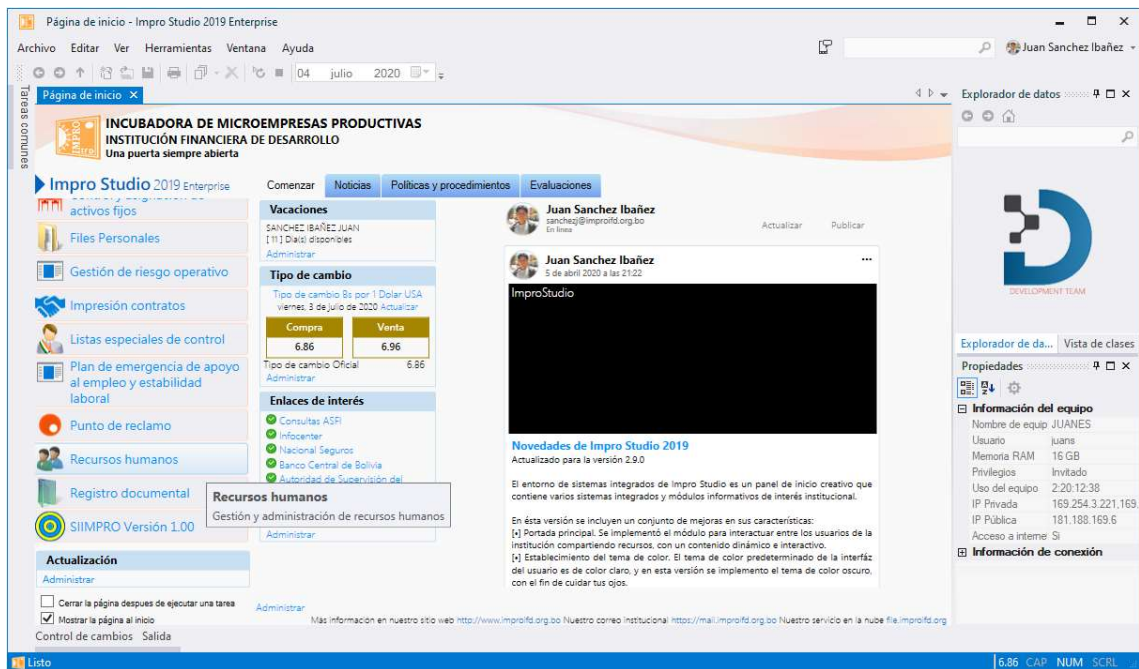 Página de inicio - Impro Studio 2019 Enterprise
Archivo Editar Ver Herramientas Ventana Ayuda
Juan Sanchez Ibañez
04 julio 2020
Tareas comunes
Página de inicio
INCUBADORA DE MICROEMPRESAS PRODUCTIVAS
INSTITUCIÓN FINANCIERA DE DESARROLLO
Una puerta siempre abierta
IMPRO
Impro Studio 2019 Enterprise
activos fijos
Files Personales
Gestión de riesgo operativo
Impresión contratos
Listas especiales de control
Plan de emergencia de apoyo
al empleo y estabilidad
laboral
Punto de reclamo
Recursos humanos
Registro documental
SIIMPRO Versión 1.00
Actualización
Administrar
Cerrar la página despues de ejecutar una tarea
Mostrar la página al inicio
Comenzar Noticias Políticas y procedimientos Evaluaciones
Vacaciones
SANCHEZ IBAÑEZ JUAN
[ 11 ] Dia(s) disponibles
Administrar
Tipo de cambio
Tipo de cambio Bs por 1 Dolar USA
viernes, 3 de julio de 2020 Actualizar
Compra Venta
6.86 6.96
Tipo de cambio Oficial 6.86
Administrar
Enlaces de interés
Consultas ASFI
Infocenter
Nacional Seguros
Banco Central de Bolivia
Autoridad de Supervisión del
Recursos humanos
Gestión y administración de recursos humanos
Administrar
Administrar
Juan Sanchez Ibañez
sanchezj@improifd.org.bo
En linea
Actualizar Publicar
Juan Sanchez Ibañez
5 de abril 2020 a las 21:22
ImproStudio
Novedades de Impro Studio 2019
Actualizado para la versión 2.9.0
El entorno de sistemas integrados de Impro Studio es un panel de inicio creativo que
contiene varios sistemas integrados y módulos informativos de interés institucional.
En ésta versión se incluyen un conjunto de mejoras en sus características:
[•] Portada principal. Se implementó el módulo para interactuar entre los usuarios de la
institución compartiendo recursos, con un contenido dinámico e interactivo.
[•] Establecimiento del tema de color. El tema de color predeterminado de la interfáz
del usuario es de color claro, y en esta versión se implemento el tema de color oscuro,
con el fin de cuidar tus ojos.
Más información en nuestro sitio web http://www.improifd.org.bo Nuestro correo institucional https://mail.improifd.org.bo Nuestro servicio en la nube file.improifd.org
Explorador de datos
DEVELOPMENT TEAM
Explorador de da... Vista de clases
Propiedades
Información del equipo
Nombre de equip JUANES
Usuario juans
Memoria RAM 16 GB
Privilegios Invitado
Uso del equipo 2:20:12:38
IP Privada 169.254.3.221,169.
IP Pública 181.188.169.6
Acceso a interne Si
Información de conexión
Control de cambios Salida
Listo
6.86 CAP NUM SCRL